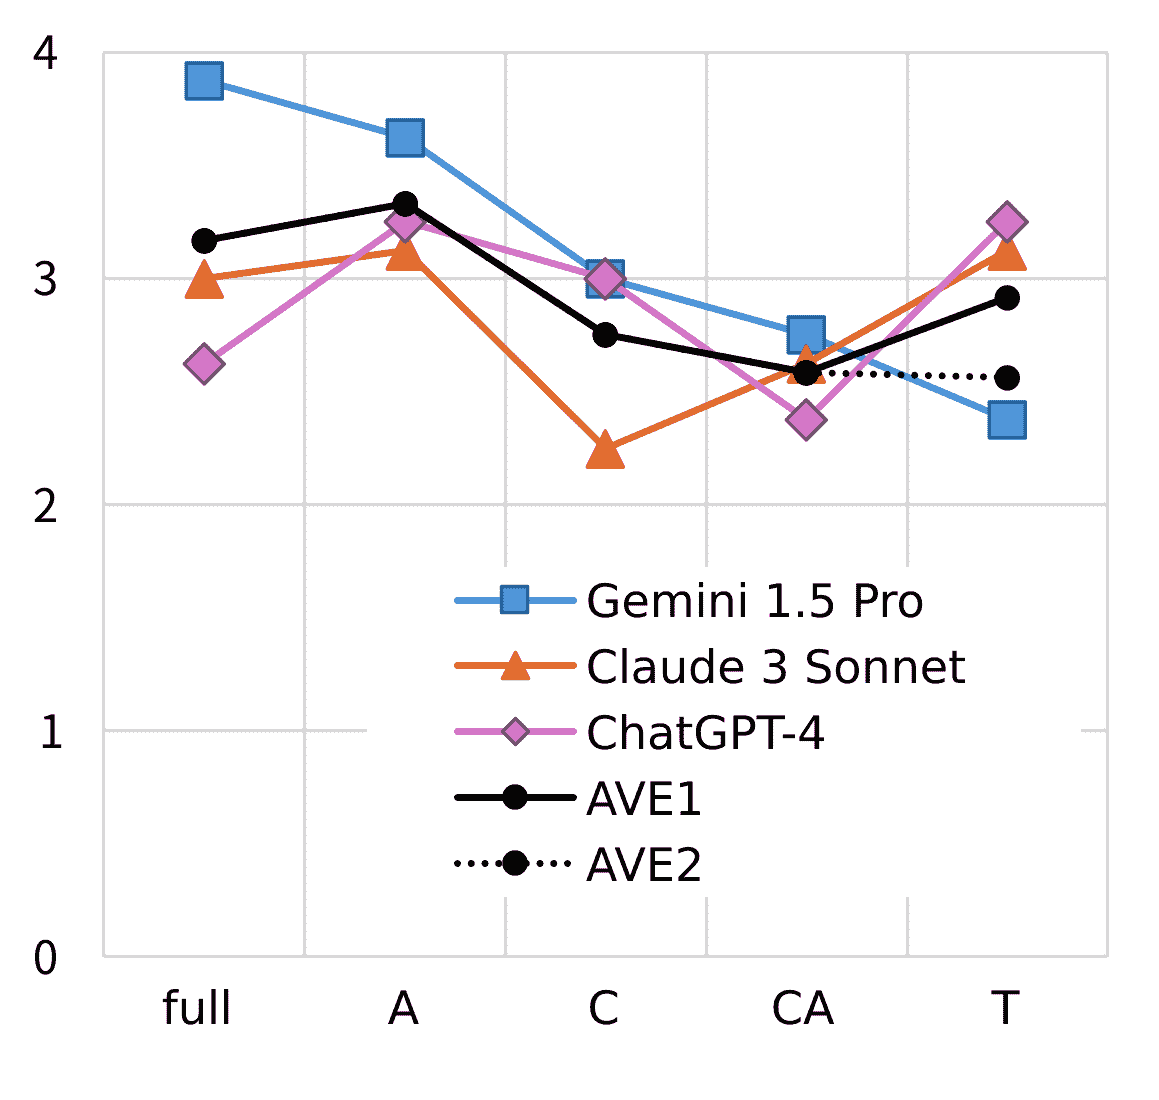 4
3
2
1
0
Gemini 1.5 Pro
Claude 3 Sonnet
ChatGPT-4
AVE1
AVE2
full A C CA T